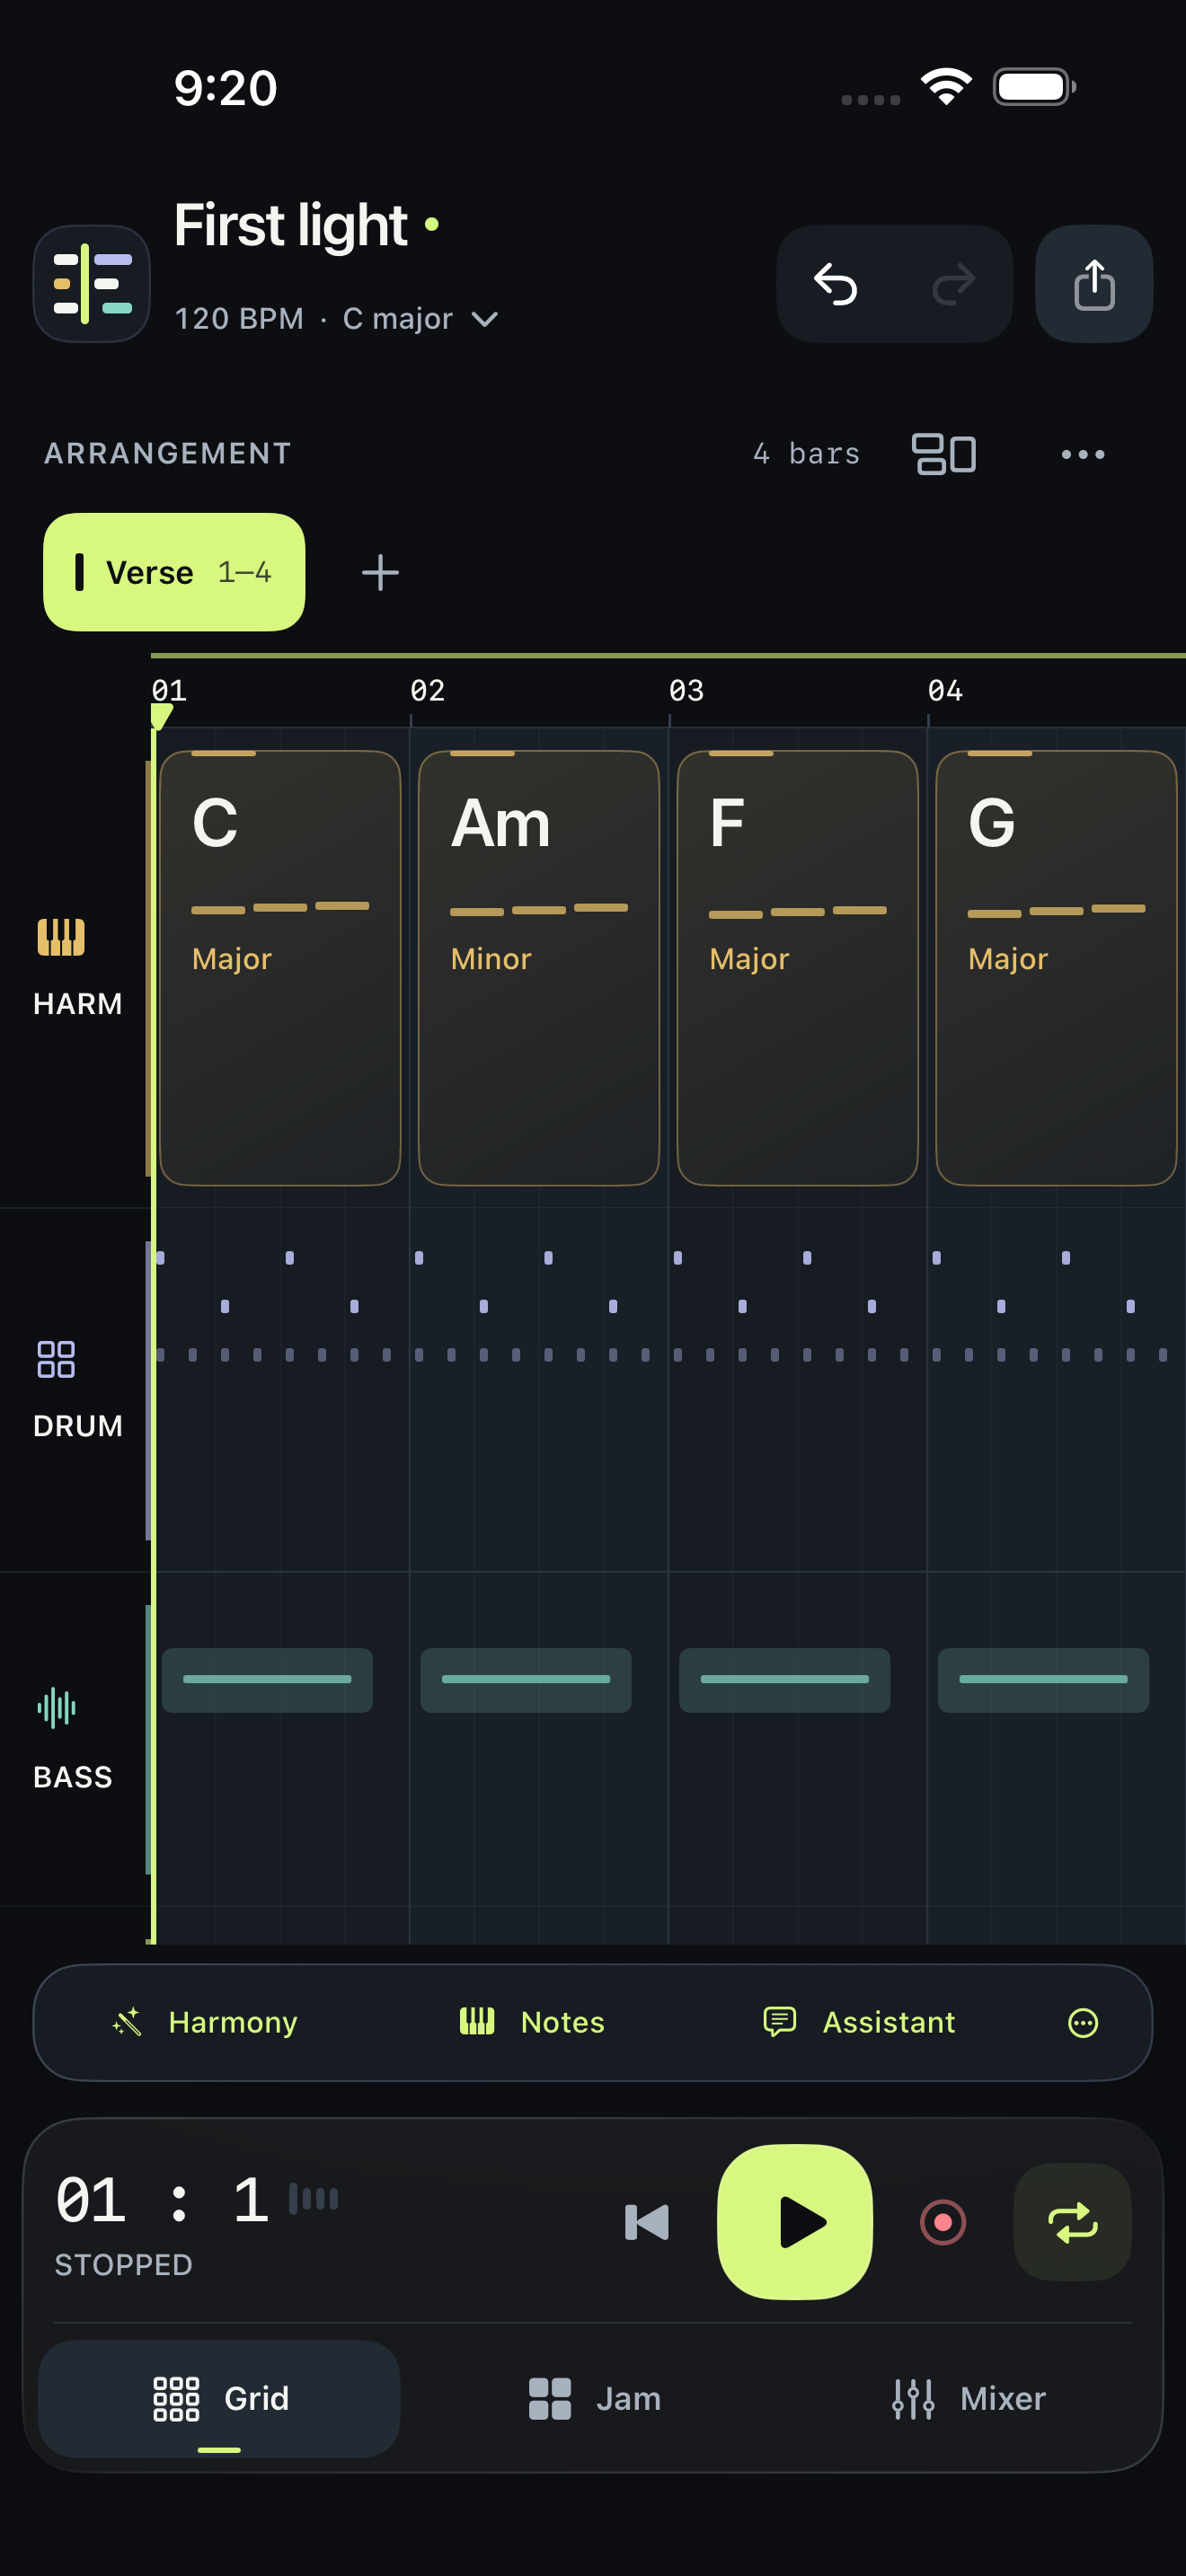 9:20
First light
120 BPM · C major
ARRANGEMENT 4 bars
Verse 1–4
01 02 03 04
C Am F G
Major Minor Major Major
HARM
DRUM
BASS
Harmony Notes Assistant
01 : 1
STOPPED
Grid Jam Mixer